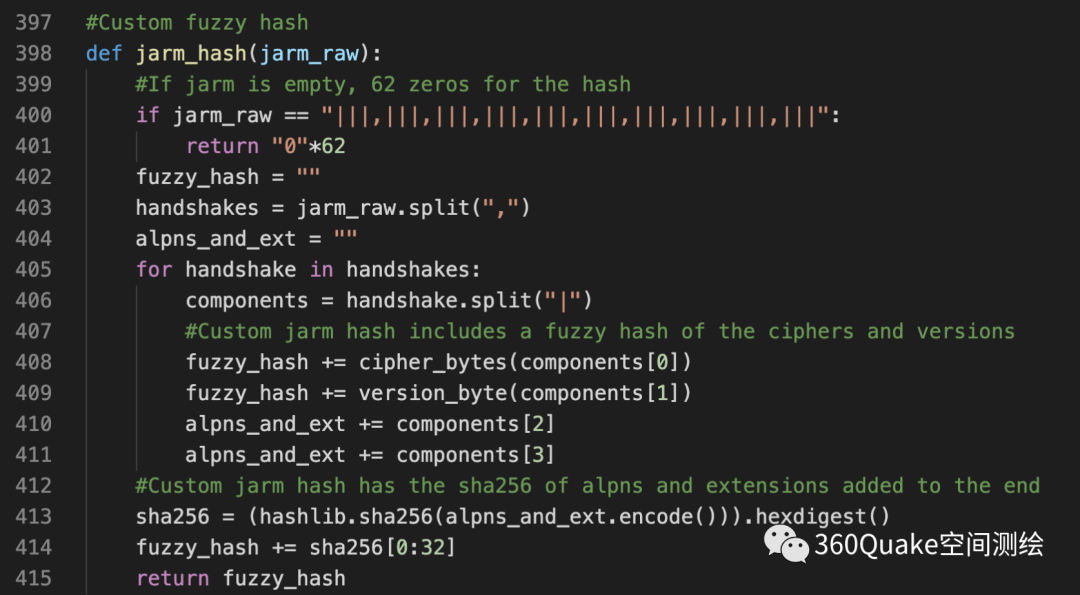 397 #Custom fuzzy hash
398 def jarm_hash(jarm_raw):
399     #If jarm is empty, 62 zeros for the hash
400     if jarm_raw == "|||,|||,|||,|||,|||,|||,|||,|||,|||,|||":
401         return "0"*62
402     fuzzy_hash = ""
403     handshakes = jarm_raw.split(",")
404     alpns_and_ext = ""
405     for handshake in handshakes:
406         components = handshake.split("|")
407         #Custom jarm hash includes a fuzzy hash of the ciphers and versions
408         fuzzy_hash += cipher_bytes(components[0])
409         fuzzy_hash += version_byte(components[1])
410         alpns_and_ext += components[2]
411         alpns_and_ext += components[3]
412     #Custom jarm hash has the sha256 of alpns and extensions added to the end
413     sha256 = (hashlib.sha256(alpns_and_ext.encode())).hexdigest()
414     fuzzy_hash += sha256[0:32]
360Quake空间测绘
415     return fuzzy_hash